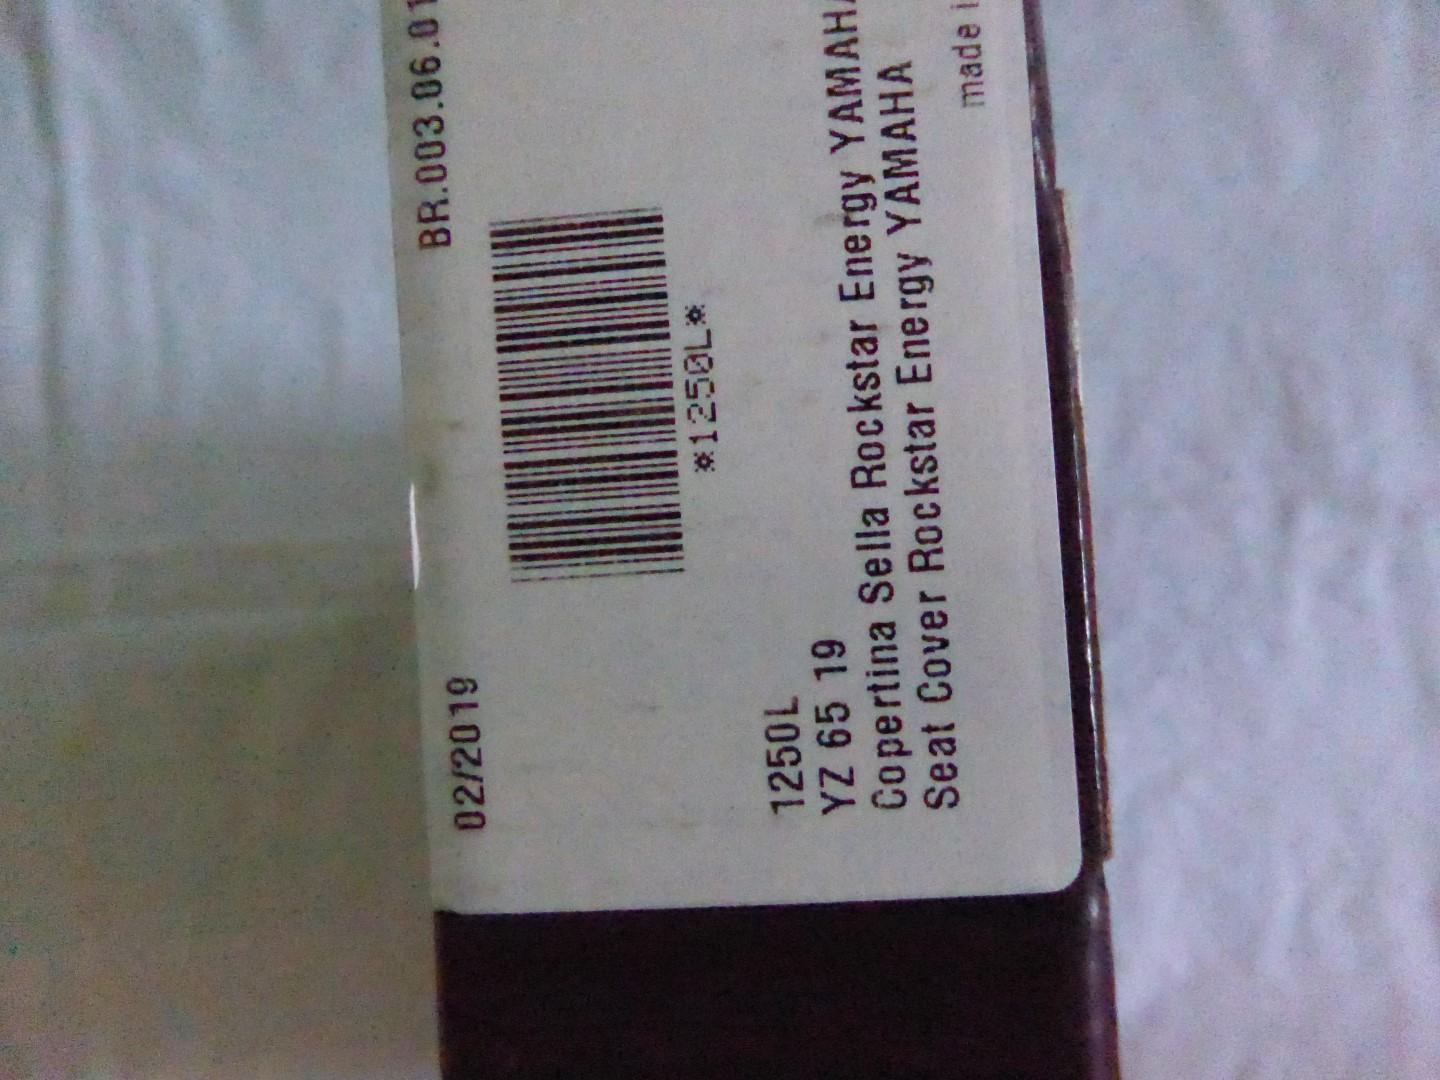 02/2019 BR.003.06.01
*1250L*
1250L
YZ 65 19
Copertina Sella Rockstar Energy YAMAHA
Seat Cover Rockstar Energy YAMAHA
made i